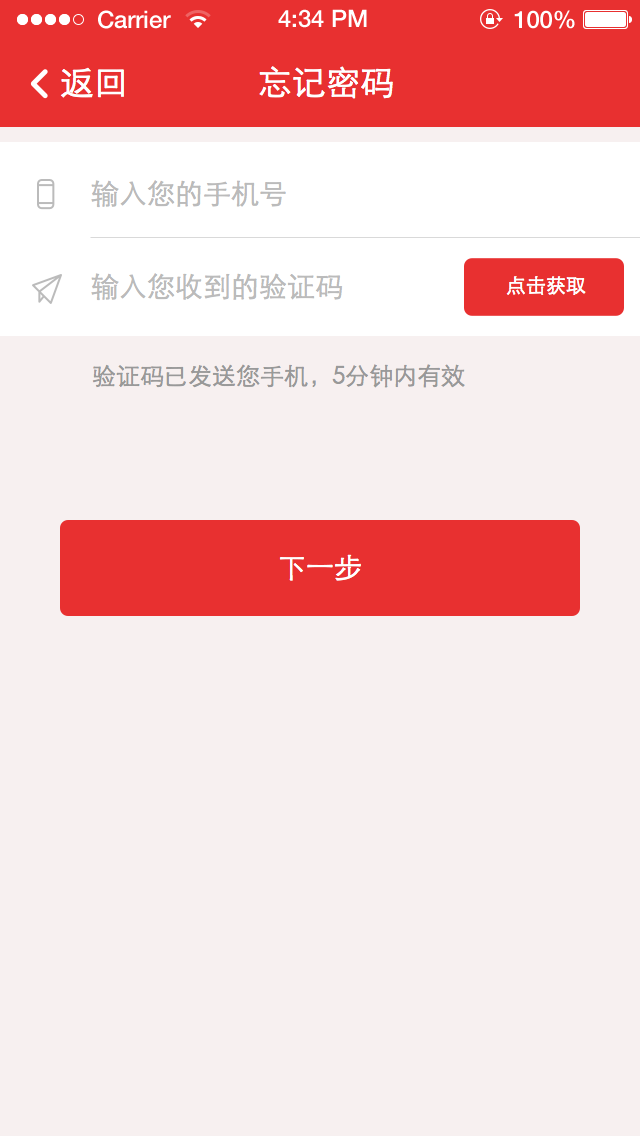 Carrier 4:34 PM 100%
返回 忘记密码
输入您的手机号
输入您收到的验证码 点击获取
验证码已发送您手机，5分钟内有效
下一步